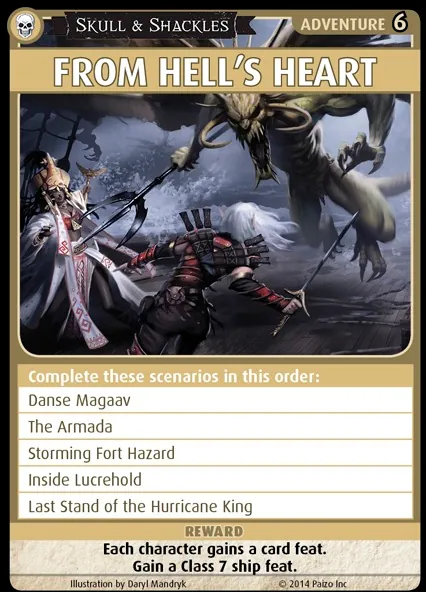 SKULL & SHACKLES
ADVENTURE 6
FROM HELL'S HEART
Complete these scenarios in this order:
Danse Magaav
The Armada
Storming Fort Hazard
Inside Lucrehold
Last Stand of the Hurricane King
REWARD
Each character gains a card feat.
Gain a Class 7 ship feat.
Illustration by Daryl Mandryk
© 2014 Paizo Inc